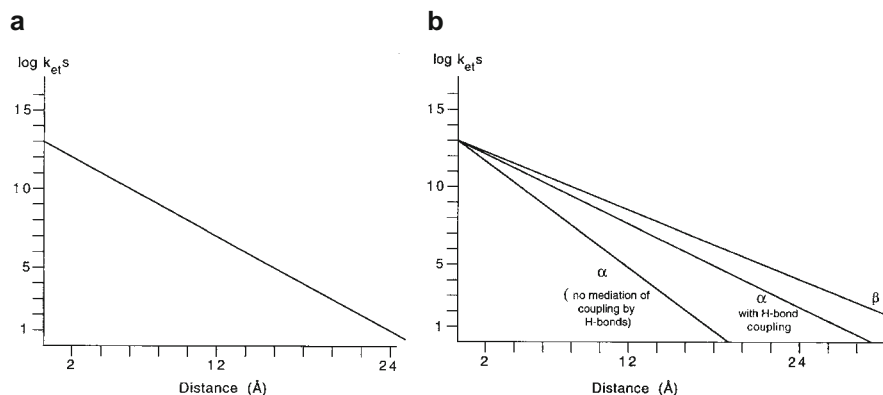 a
log k_et s
15
10
5
1
2
12
24
Distance (Å)
b
log k_et s
15
10
5
1
α
( no mediation of
coupling by
H-bonds)
α
with H-bond
coupling
β
2
12
24
Distance (Å)